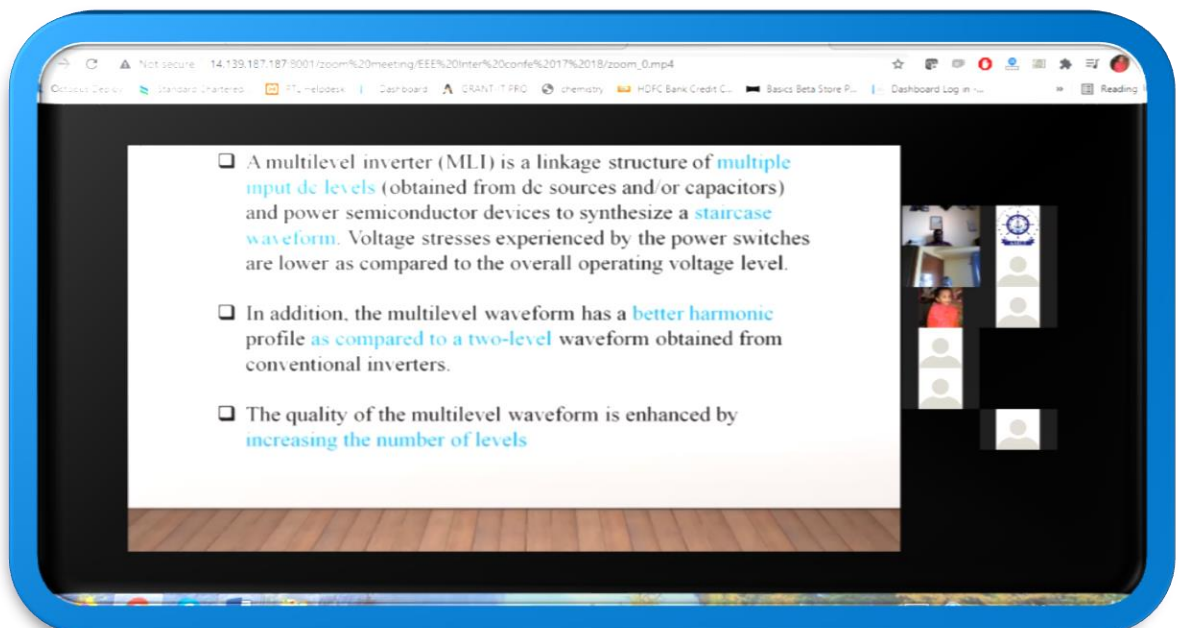 Not secure 14.139.187.187:8001/zoom%20meeting/EEE%20Inter%20confe%2017%2018/zoom_0.mp4
Standard Chartered Helpdesk Dashboard GRANT IT PRO chemistry HDFC Bank Credit C... Basics Beta Store P... Dashboard Log in -... » Reading
❑ A multilevel inverter (MLI) is a linkage structure of multiple
input dc levels (obtained from dc sources and/or capacitors)
and power semiconductor devices to synthesize a staircase
waveform. Voltage stresses experienced by the power switches
are lower as compared to the overall operating voltage level.
❑ In addition, the multilevel waveform has a better harmonic
profile as compared to a two-level waveform obtained from
conventional inverters.
❑ The quality of the multilevel waveform is enhanced by
increasing the number of levels